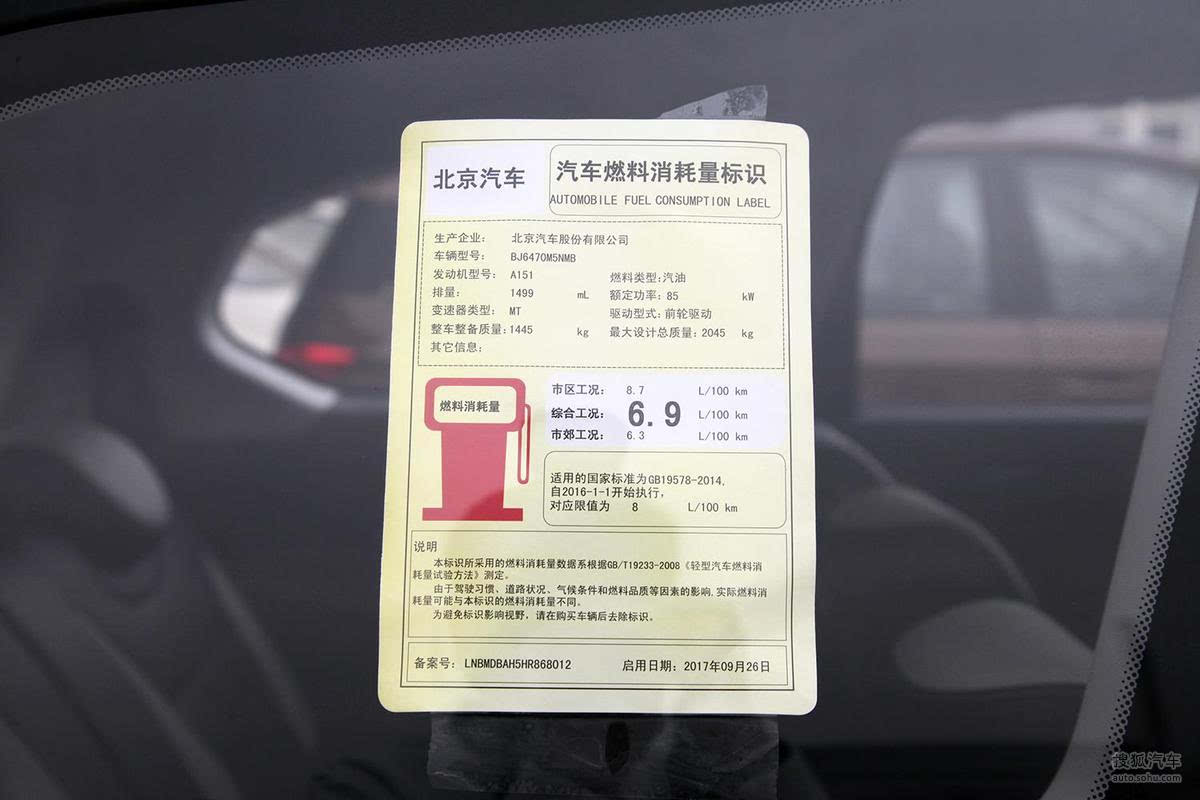 北京汽车
汽车燃料消耗量标识
AUTOMOBILE FUEL CONSUMPTION LABEL
生产企业： 北京汽车股份有限公司
车辆型号： BJ6470M5NMB
发动机型号： A151 燃料类型：汽油
排量： 1499 mL 额定功率：85 kW
变速器类型： MT 驱动型式：前轮驱动
整车整备质量：1445 kg 最大设计总质量：2045 kg
其它信息：
燃料消耗量
市区工况： 8.7 L/100 km
综合工况： 6.9 L/100 km
市郊工况： 6.3 L/100 km
适用的国家标准为GB19578-2014,
自2016-1-1开始执行，
对应限值为 8 L/100 km
说明
本标识所采用的燃料消耗量数据系根据GB/T19233-2008《轻型汽车燃料消
耗量试验方法》测定。
由于驾驶习惯、道路状况、气候条件和燃料品质等因素的影响，实际燃料消
耗量可能与本标识的燃料消耗量不同。
为避免标识影响视野，请在购买车辆后去除标识。
备案号： LNBMDBAH5HR868012 启用日期：2017年09月26日
搜狐汽车
auto.sohu.com